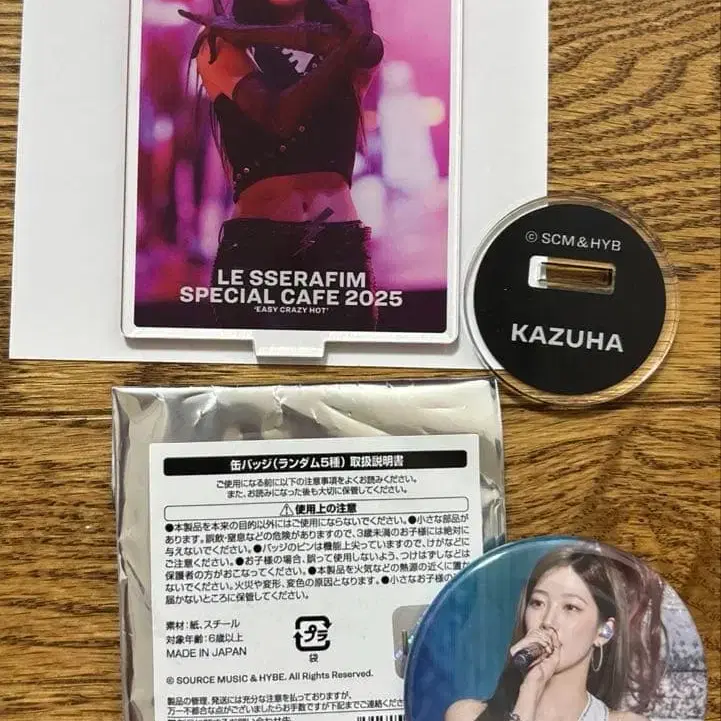 LE SSERAFIM
SPECIAL CAFE 2025
'EASY CRAZY HOT'
© SCM & HYB
KAZUHA
缶バッジ(ランダム5種) 取扱説明書
ご使用になる前に以下の注意事項をよくお読みください。
また、お読みになった後も大切に保管してください。
⚠使用上の注意
●本製品を本来の目的以外にはご使用にならないでください。●小さな部品が
あります。誤飲・窒息などの危険がありますので、3歳未満のお子様には絶対に
与えないでください。●バッジのピンは機能上尖っていますので、けがなどに
ご注意ください。●お子様の場合、誤って使用しないよう、つけはずしなどは
保護者の方がおこなってください。●本製品を火気などの熱源の近くに置か
ないでください。火災や変形、変色の原因となります。●小さなお子様の
届かないところに保管してください。
素材:紙、スチール
対象年齢:6歳以上
MADE IN JAPAN
プラ
袋
© SOURCE MUSIC & HYBE. All Rights Reserved.
製品の管理、発送には充分な注意を払っておりますが、
万一不都合な点がございましたらお手数ですが下記までご連絡くだ